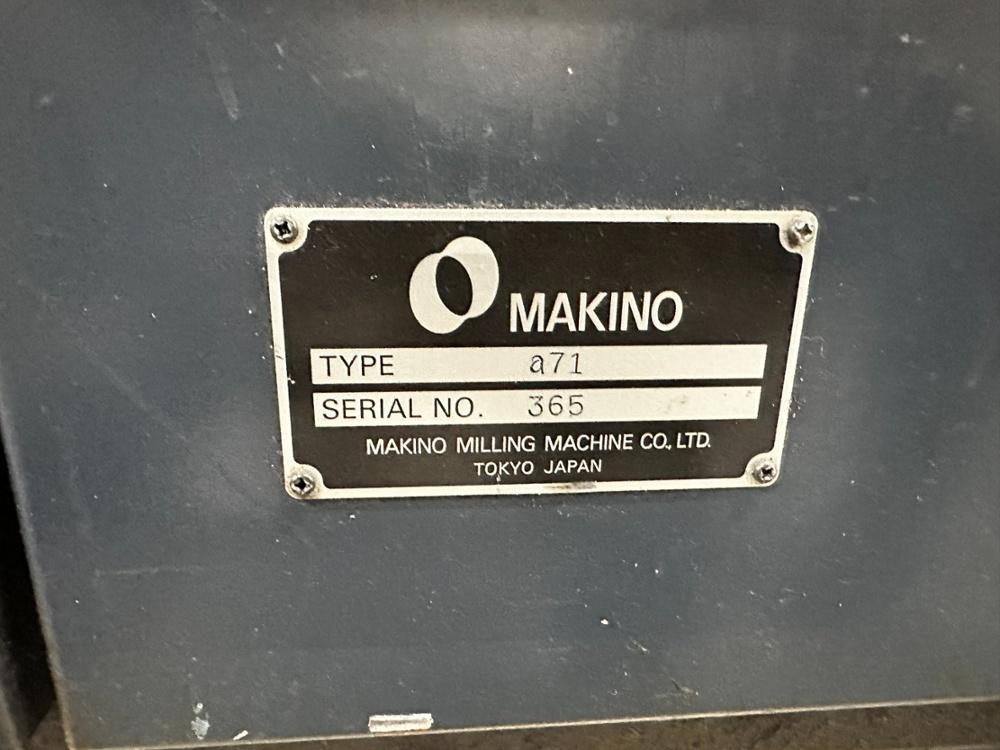 MAKINO
TYPE a71
SERIAL NO. 365
MAKINO MILLING MACHINE CO., LTD.
TOKYO JAPAN